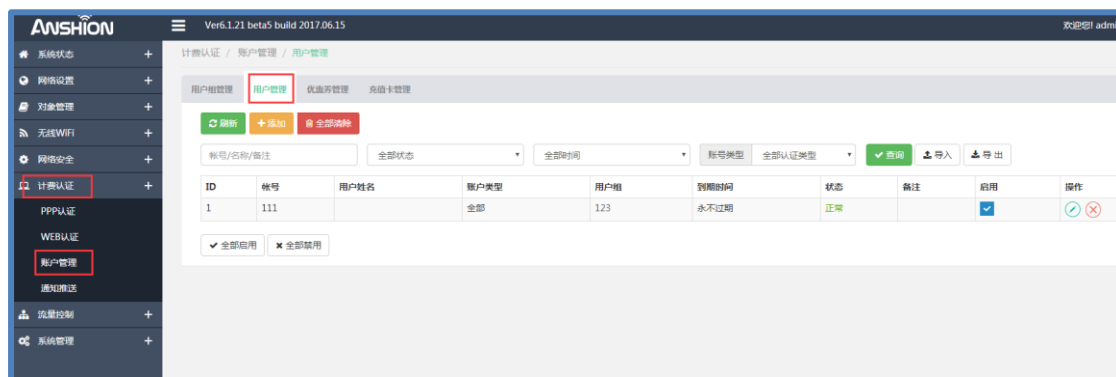 ANSHION
Ver6.1.21 beta5 build 2017.06.15
欢迎您! admi
系统状态
网络设置
对象管理
无线WiFi
网络安全
计费认证
PPP认证
WEB认证
账户管理
通知推送
流量控制
系统管理
计费认证 / 账户管理 / 用户管理
用户组管理 用户管理 优惠券管理 充值卡管理
刷新 添加 全部清除
帐号/名称/备注 全部状态 全部时间 账号类型 全部认证类型 查询 导入 导出
ID 帐号 用户姓名 账户类型 用户组 到期时间 状态 备注 启用 操作
1 111 全部 123 永不过期 正常
全部启用 全部禁用